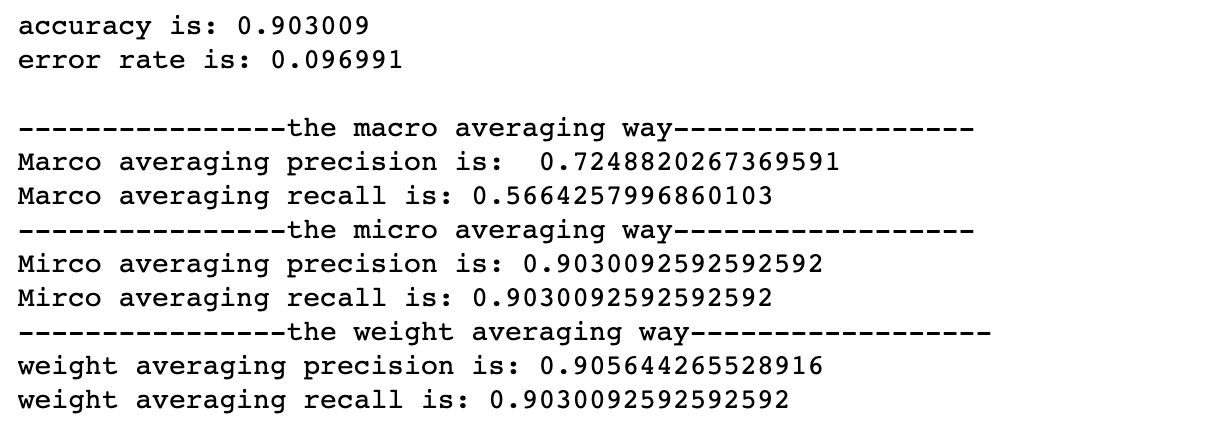 accuracy is: 0.903009
error rate is: 0.096991
----------------the macro averaging way------------------
Marco averaging precision is:  0.7248820267369591
Marco averaging recall is: 0.5664257996860103
----------------the micro averaging way------------------
Mirco averaging precision is: 0.9030092592592592
Mirco averaging recall is: 0.9030092592592592
----------------the weight averaging way------------------
weight averaging precision is: 0.905644265528916
weight averaging recall is: 0.9030092592592592